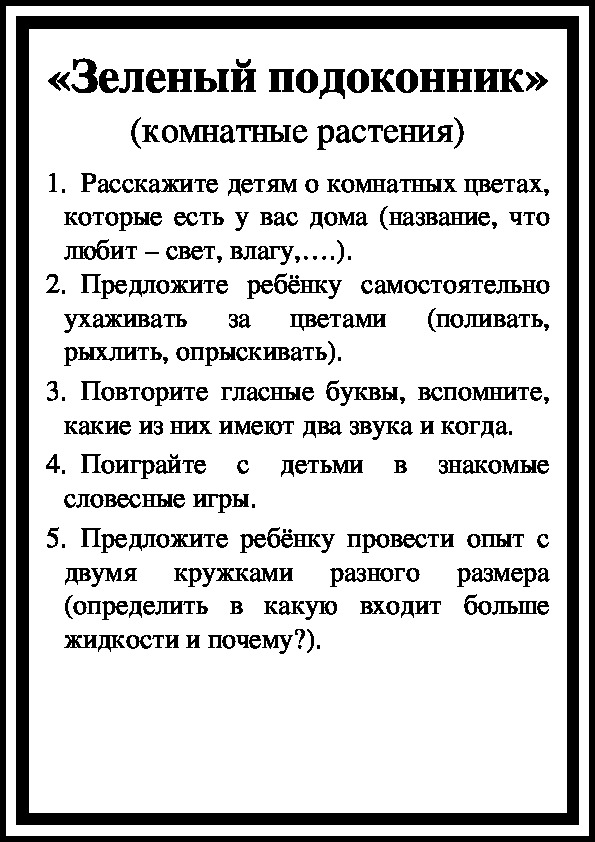 «Зеленый подоконник»
(комнатные растения)
1. Расскажите детям о комнатных цветах,
которые есть у вас дома (название, что
любит – свет, влагу,….).
2. Предложите ребёнку самостоятельно
ухаживать за цветами (поливать,
рыхлить, опрыскивать).
3. Повторите гласные буквы, вспомните,
какие из них имеют два звука и когда.
4. Поиграйте с детьми в знакомые
словесные игры.
5. Предложите ребёнку провести опыт с
двумя кружками разного размера
(определить в какую входит больше
жидкости и почему?).